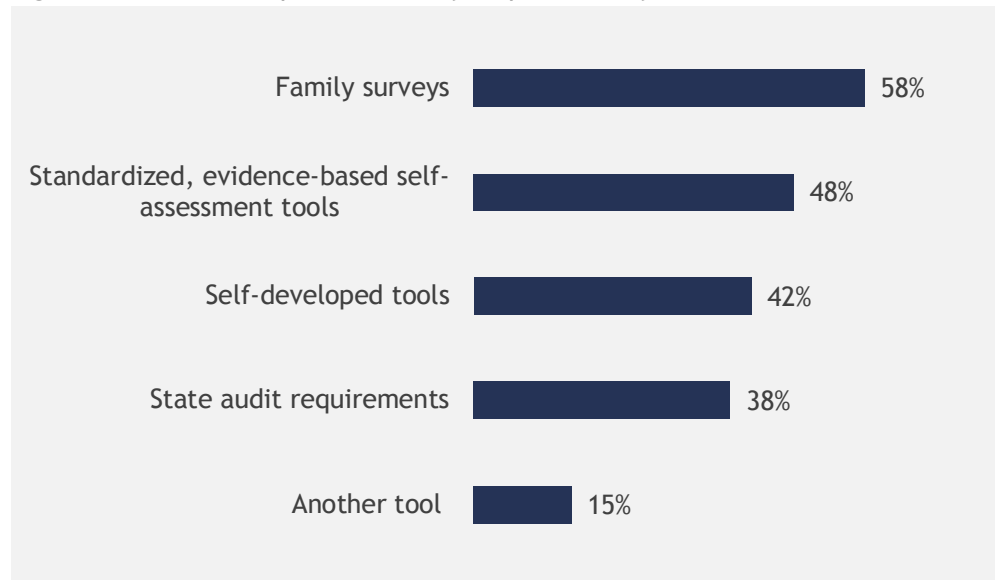 Family surveys
58%
Standardized, evidence-based self-
assessment tools
48%
Self-developed tools
42%
State audit requirements
38%
Another tool
15%